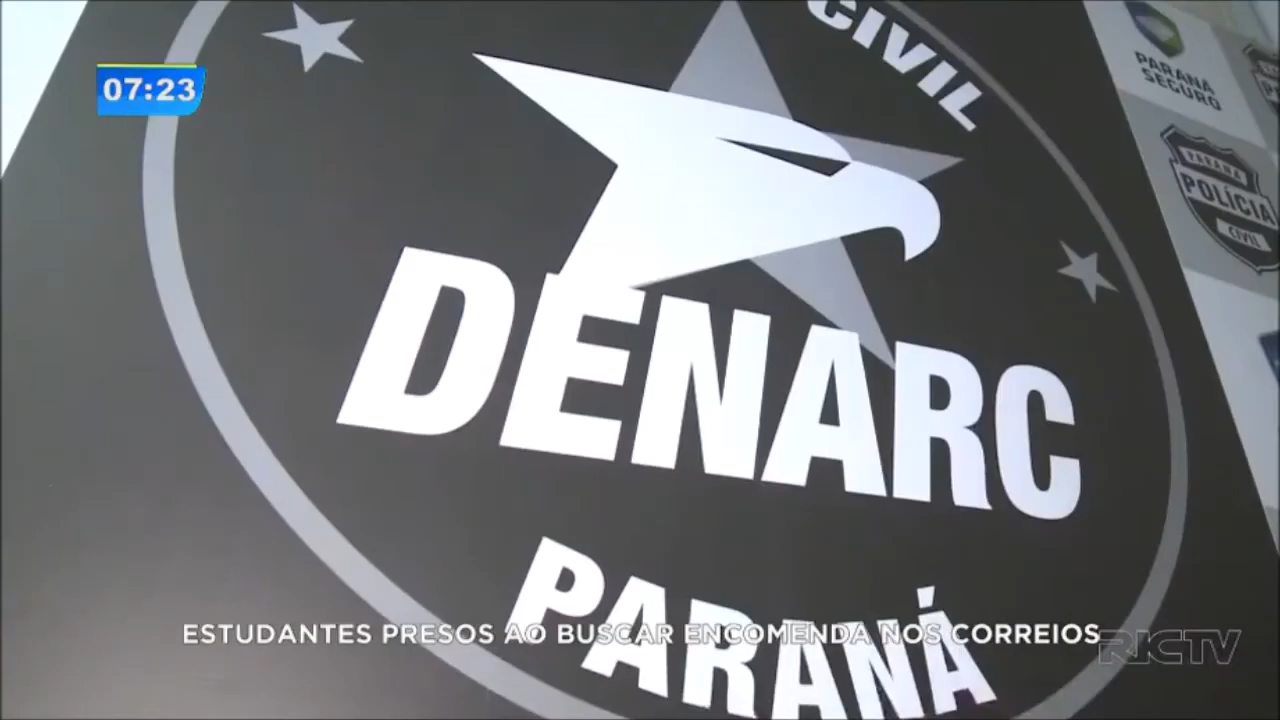 07:23
CIVIL
PARANÁ
SEGURO
PARANÁ
POLÍCIA
CIVIL
DENARC
PARANÁ
ESTUDANTES PRESOS AO BUSCAR ENCOMENDA NOS CORREIOS
RICTV